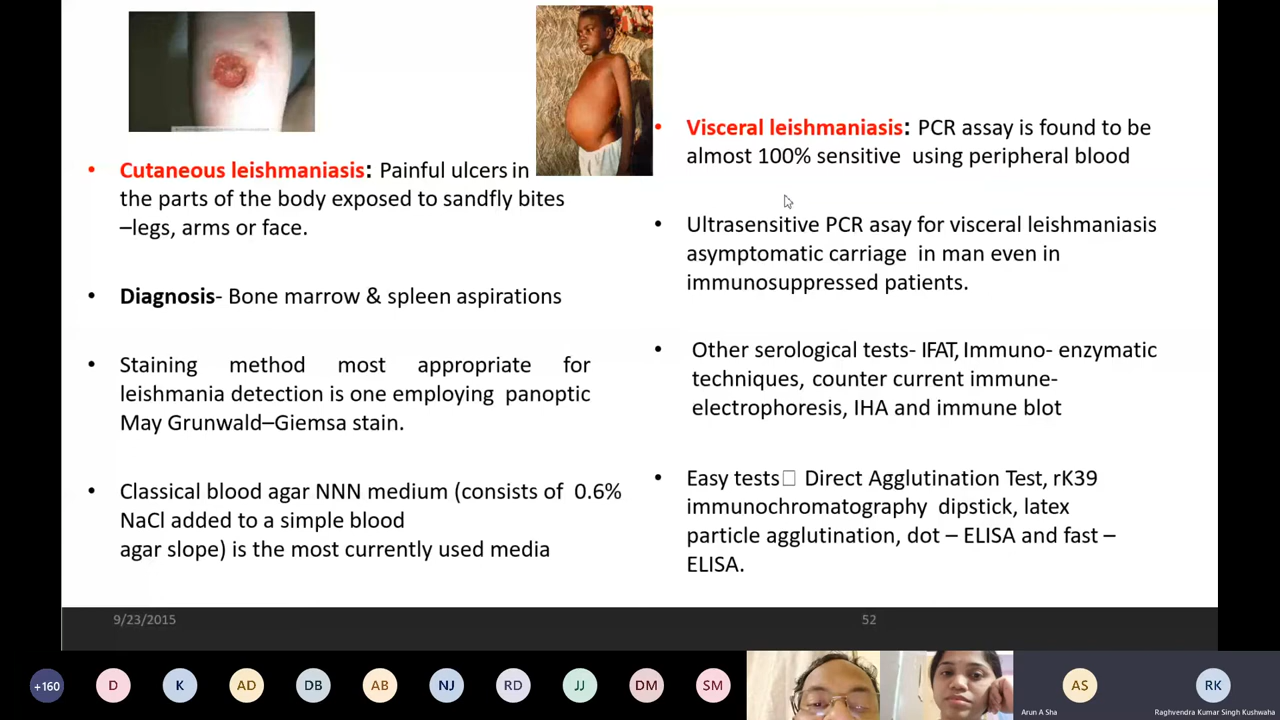 • Cutaneous leishmaniasis: Painful ulcers in
the parts of the body exposed to sandfly bites
–legs, arms or face.
• Diagnosis- Bone marrow & spleen aspirations
• Staining method most appropriate for
leishmania detection is one employing panoptic
May Grunwald–Giemsa stain.
• Classical blood agar NNN medium (consists of 0.6%
NaCl added to a simple blood
agar slope) is the most currently used media
• Visceral leishmaniasis: PCR assay is found to be
almost 100% sensitive using peripheral blood
• Ultrasensitive PCR asay for visceral leishmaniasis
asymptomatic carriage in man even in
immunosuppressed patients.
• Other serological tests- IFAT, Immuno- enzymatic
techniques, counter current immune-
electrophoresis, IHA and immune blot
• Easy tests□ Direct Agglutination Test, rK39
immunochromatography dipstick, latex
particle agglutination, dot – ELISA and fast –
ELISA.
9/23/2015
52
+160
D
K
AD
DB
AB
NJ
RD
JJ
DM
SM
AS
Arun A Sha
RK
Raghvendra Kumar Singh Kushwaha